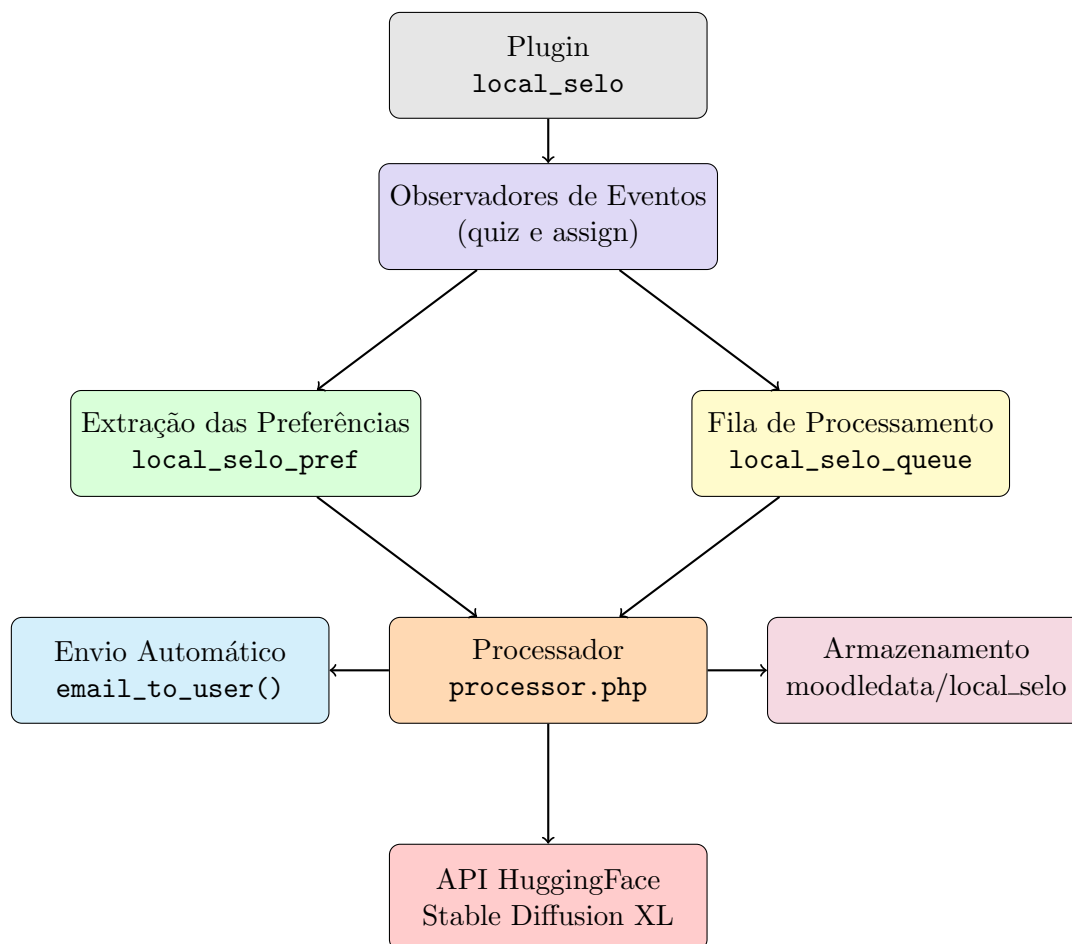 Plugin
local_selo
Observadores de Eventos
(quiz e assign)
Extração das Preferências
local_selo_pref
Fila de Processamento
local_selo_queue
Envio Automático
email_to_user()
Processador
processor.php
Armazenamento
moodledata/local_selo
API HuggingFace
Stable Diffusion XL